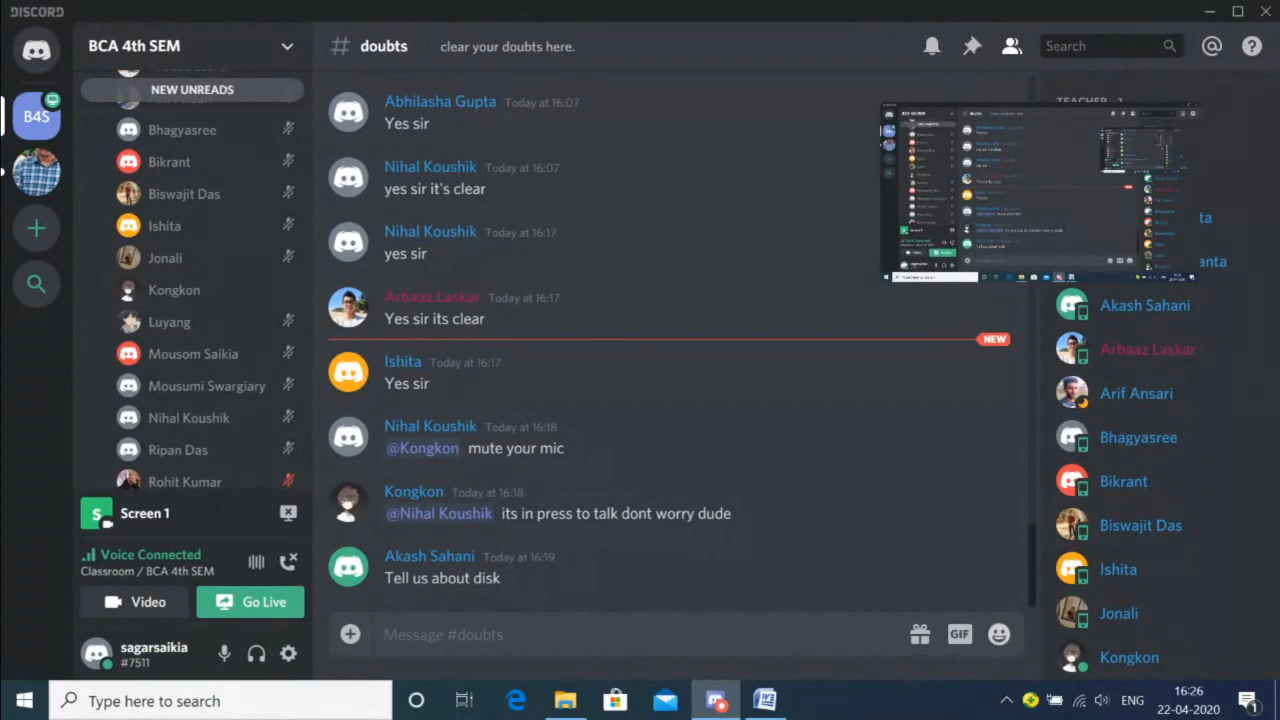 DISCORD
BCA 4th SEM
NEW UNREADS
B4S
Bhagyasree
Bikrant
Biswajit Das
Ishita
Jonali
Kongkon
Luyang
Mousom Saikia
Mousumi Swargiary
Nihal Koushik
Ripan Das
Rohit Kumar
S Screen 1
Voice Connected
Classroom / BCA 4th SEM
Video
Go Live
sagarsaikia
#7511
# doubts clear your doubts here.
Search
Abhilasha Gupta Today at 16:07
Yes sir
Nihal Koushik Today at 16:07
yes sir it's clear
Nihal Koushik Today at 16:17
yes sir
Arbaaz Laskar Today at 16:17
Yes sir its clear
NEW
Ishita Today at 16:17
Yes sir
Nihal Koushik Today at 16:18
@Kongkon mute your mic
Kongkon Today at 16:18
@Nihal Koushik its in press to talk dont worry dude
Akash Sahani Today at 16:19
Tell us about disk
Message #doubts
GIF
Akash Sahani
Arbaaz Laskar
Arif Ansari
Bhagyasree
Bikrant
Biswajit Das
Ishita
Jonali
Kongkon
Type here to search
ENG
16:26
22-04-2020
1